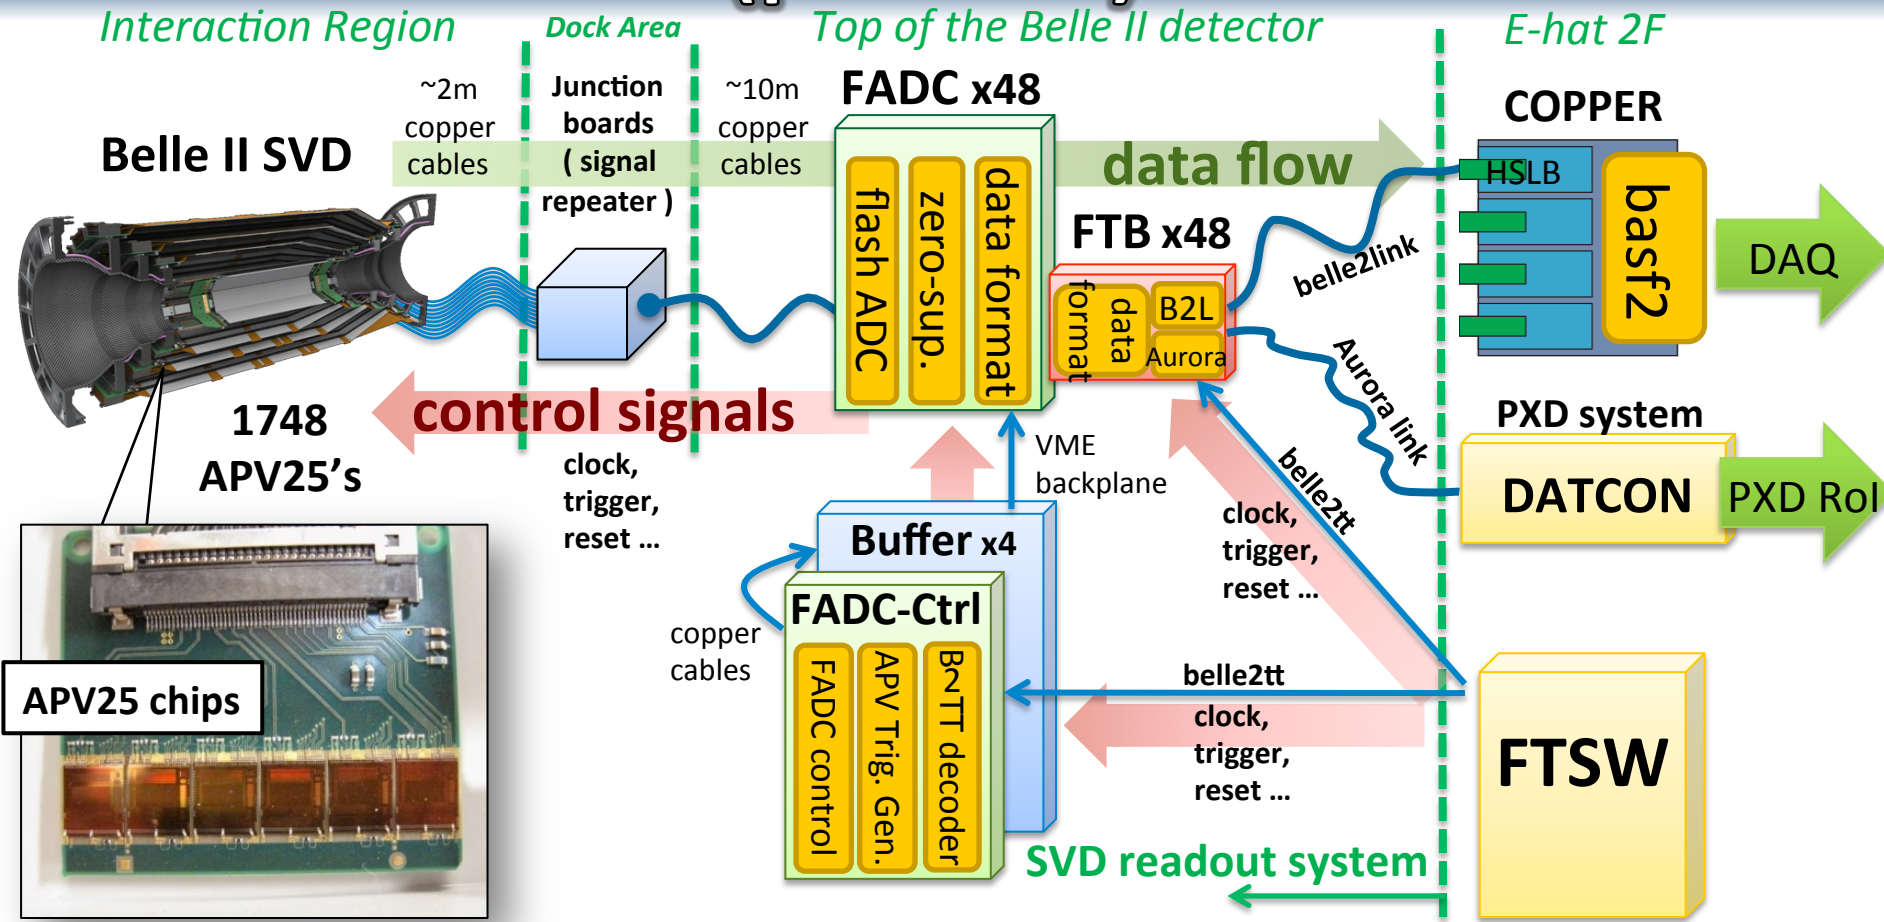 Interaction Region
Dock Area
Top of the Belle II detector
E-hat 2F
~2m
copper
cables
Junction
boards
( signal
repeater )
~10m
copper
cables
FADC x48
COPPER
Belle II SVD
data flow
flash ADC
zero-sup.
data format
FTB x48
data
format
B2L
Aurora
belle2link
Aurora link
HSLB
basf2
DAQ
control signals
1748
APV25's
clock,
trigger,
reset ...
VME
backplane
PXD system
DATCON
PXD RoI
belle2tt
clock,
trigger,
reset ...
Buffer x4
FADC-Ctrl
copper
cables
FADC control
APV Trig. Gen.
B2TT decoder
belle2tt
clock,
trigger,
reset ...
APV25 chips
FTSW
SVD readout system